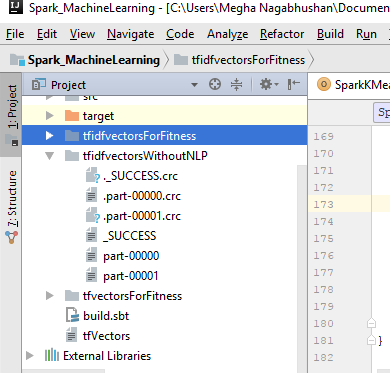 Spark_MachineLearning - [C:\Users\Megha Nagabhushan\Documen
File Edit View Navigate Code Analyze Refactor Build Run
Spark_MachineLearning tfidfvectorsForFitness
Project
SparkKMea
1: Project
7: Structure
src
target
tfidfvectorsForFitness
tfidfvectorsWithoutNLP
._SUCCESS.crc
.part-00000.crc
.part-00001.crc
_SUCCESS
part-00000
part-00001
tfvectorsForFitness
build.sbt
tfVectors
External Libraries
Sp
169
170
171
172
173
174
175
176
177
178
179
180
181 }
182